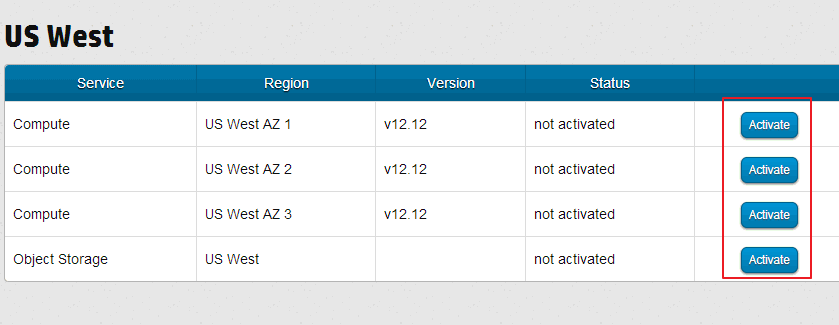 US West
Service Region Version Status
Compute US West AZ 1 v12.12 not activated Activate
Compute US West AZ 2 v12.12 not activated Activate
Compute US West AZ 3 v12.12 not activated Activate
Object Storage US West not activated Activate